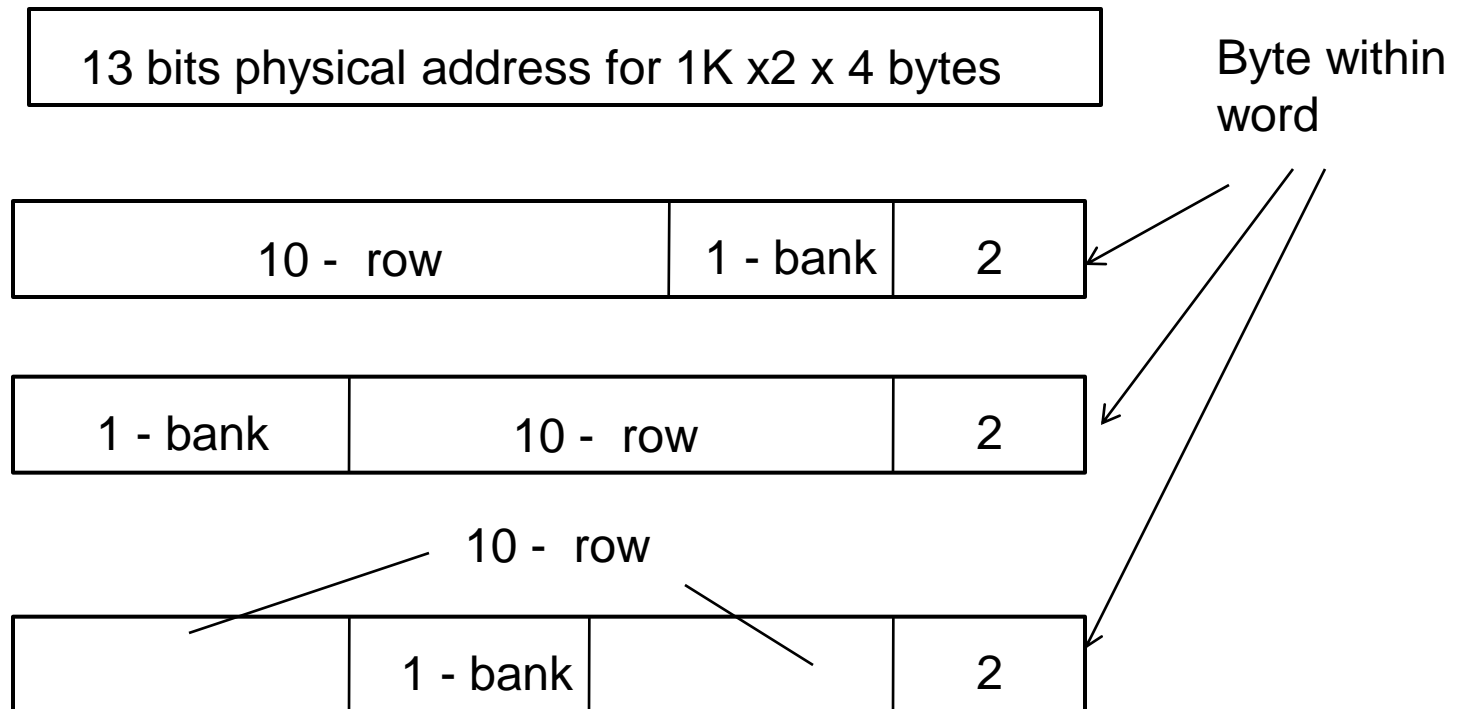 13 bits physical address for 1K x2 x 4 bytes
Byte within
word
10 - row
1 - bank
2
1 - bank
10 - row
2
10 - row
1 - bank
2